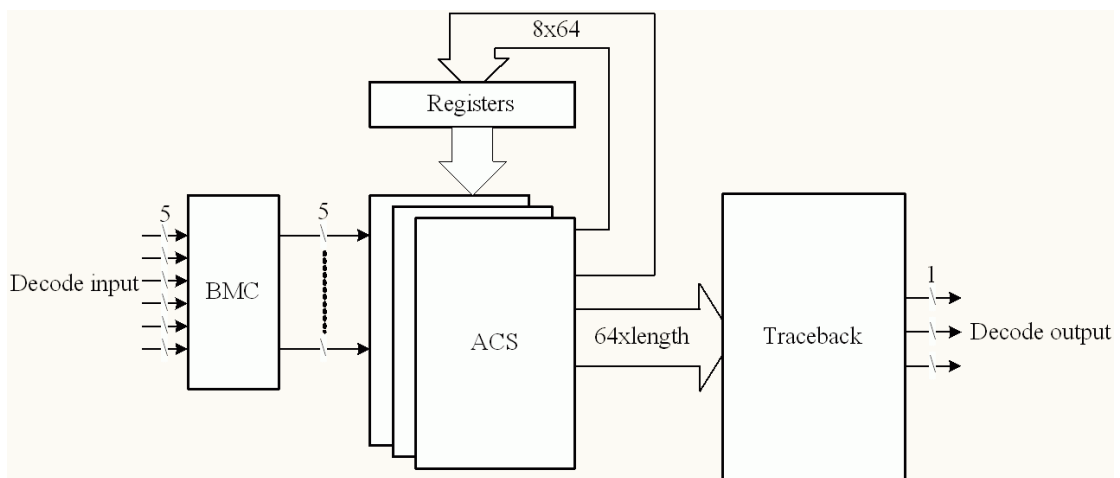 8x64
Registers
5
5
Decode input
BMC
ACS
64xlength
Traceback
1
Decode output